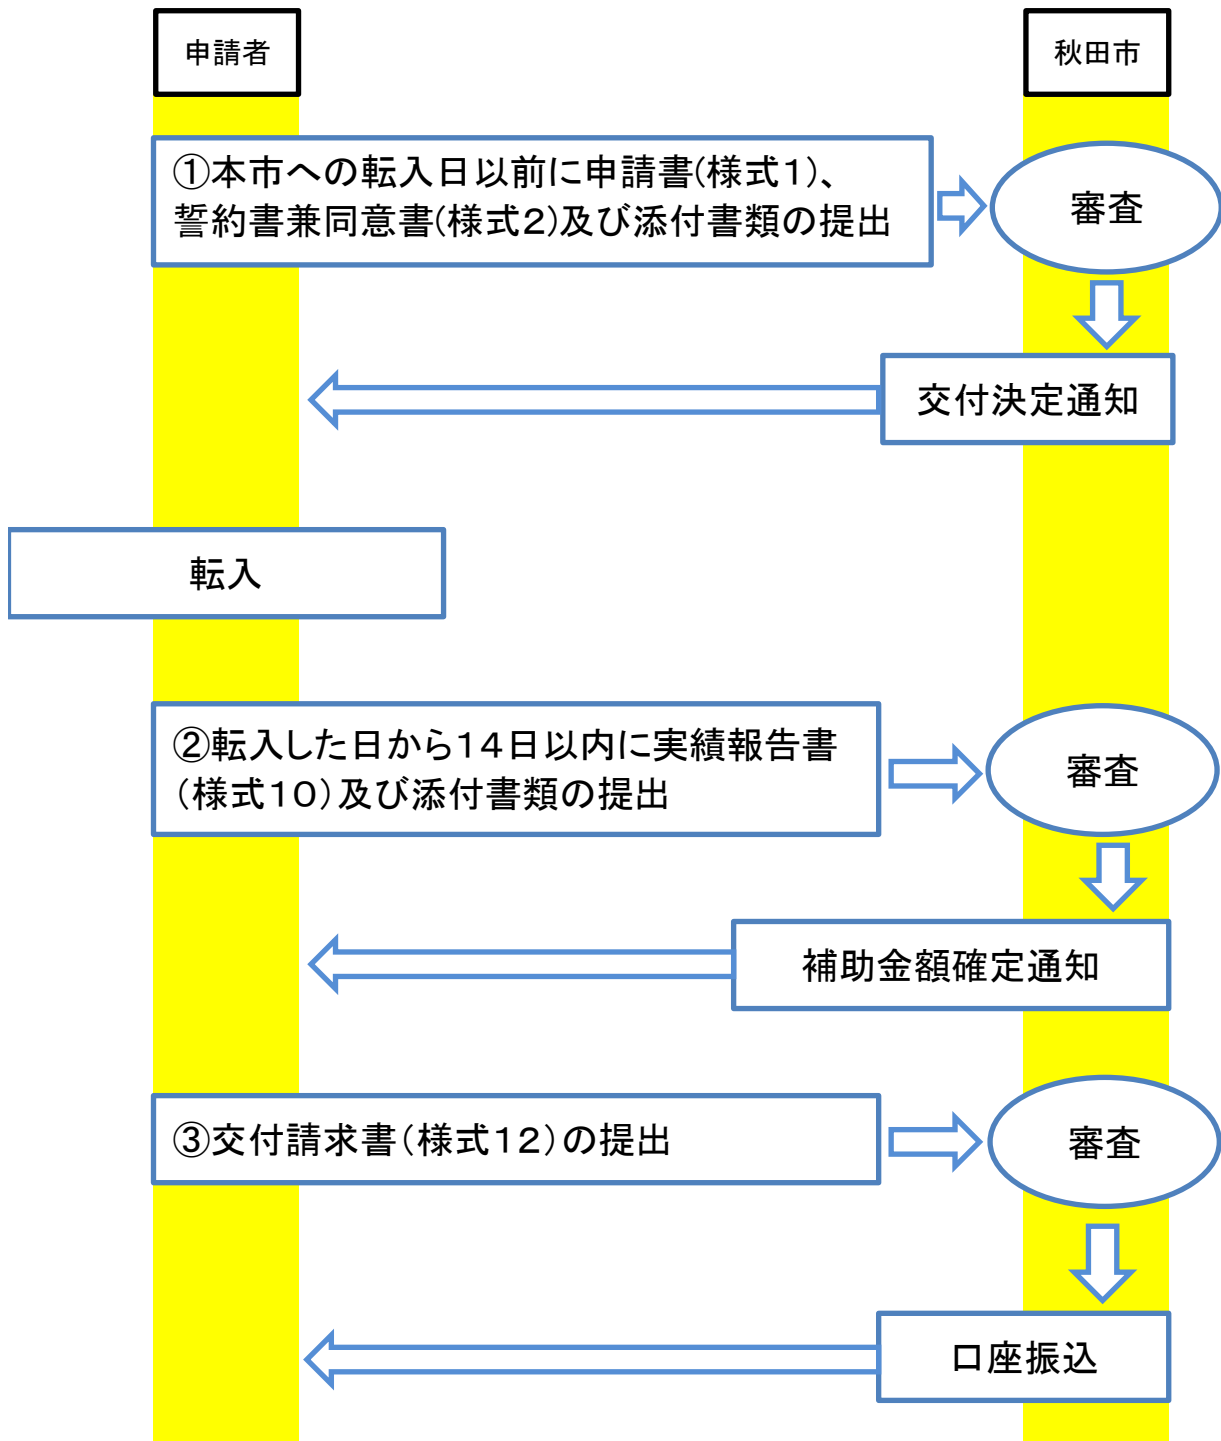 申請者
秋田市
①本市への転入日以前に申請書(様式1)、
誓約書兼同意書(様式2)及び添付書類の提出
審査
交付決定通知
転入
②転入した日から14日以内に実績報告書
（様式10）及び添付書類の提出
審査
補助金額確定通知
③交付請求書（様式12）の提出
審査
口座振込